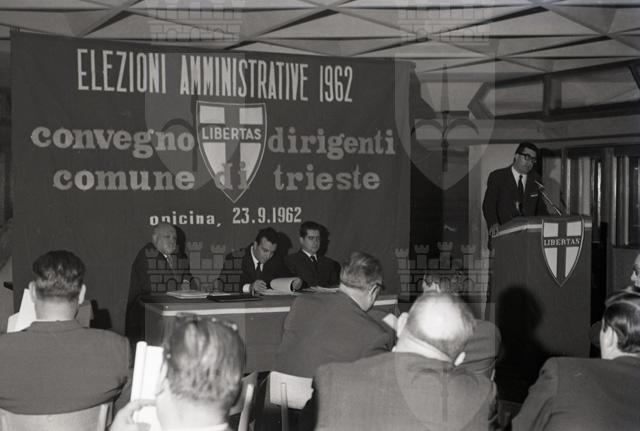 ELEZIONI AMMINISTRATIVE 1962
convegno LIBERTAS dirigenti
comune di trieste
opicina, 23.9.1962
LIBERTAS